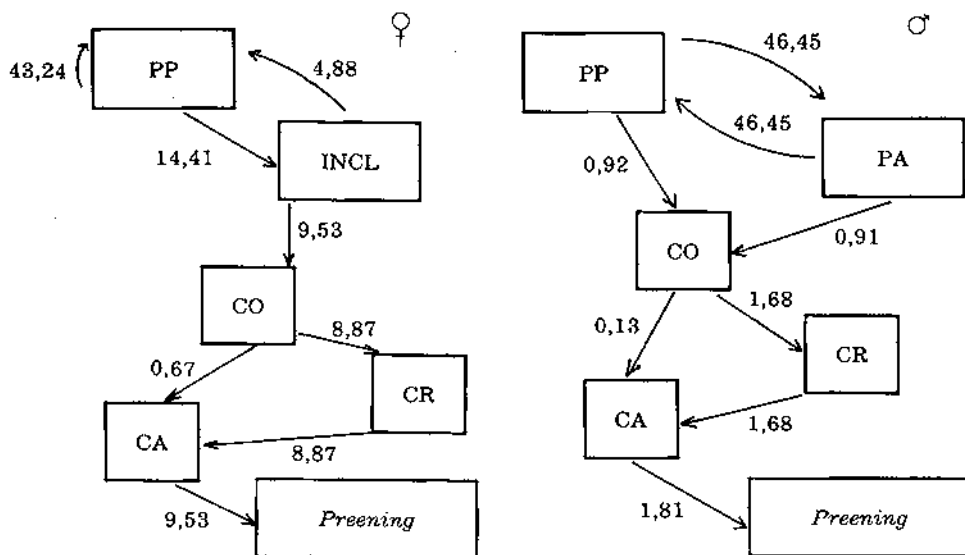 ♀
43,24
PP
4,88
14,41
INCL
9,53
CO
8,87
0,67
CR
CA
8,87
9,53
Preening
♂
PP
46,45
46,45
PA
0,92
CO
0,91
1,68
0,13
CR
CA
1,68
1,81
Preening